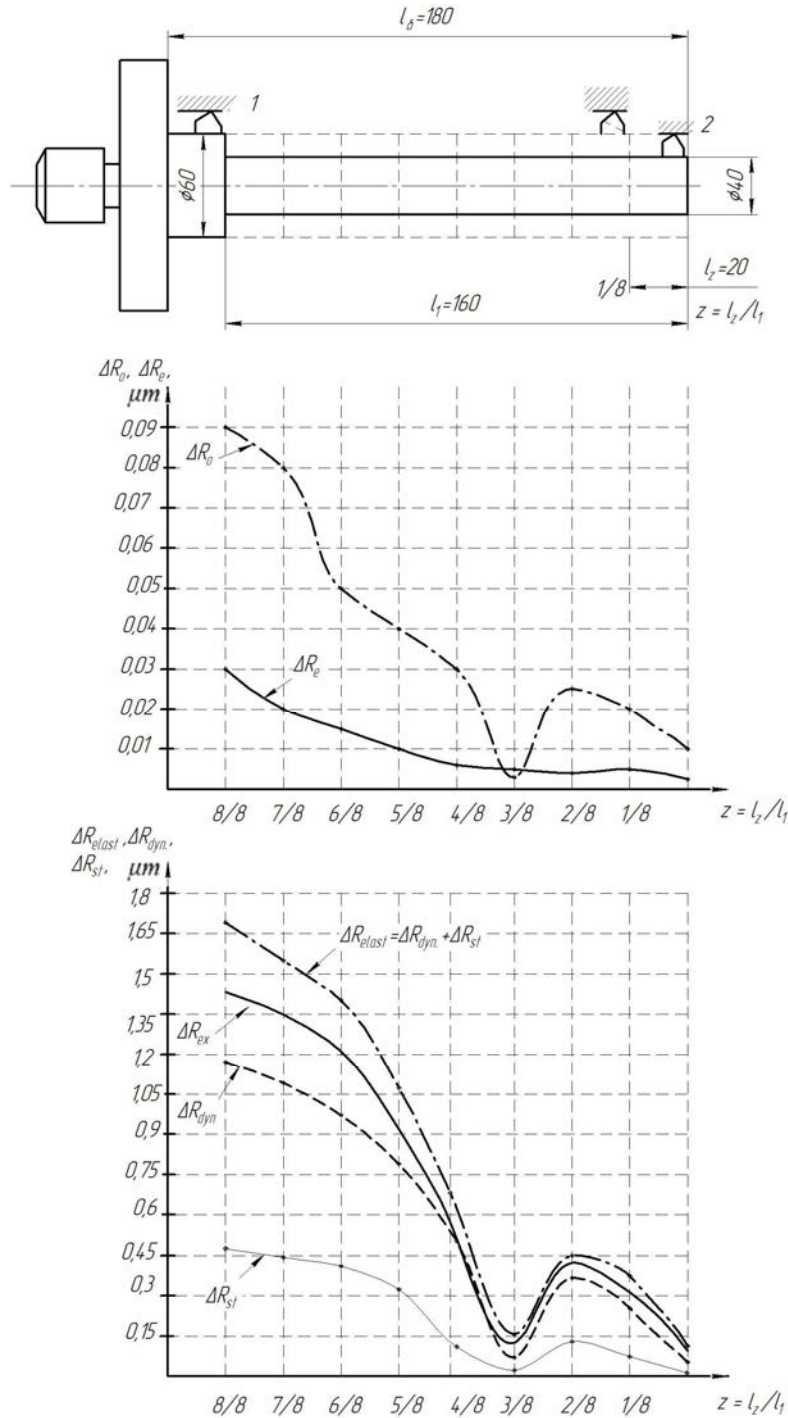 l_б=180
1
2
ϕ60
ϕ40
l_z=20
1/8
l_1=160
z = l_z/l_1
ΔR_o, ΔR_e,
μm
0,09
ΔR_o
0,08
0,07
0,06
0,05
0,04
0,03
ΔR_e
0,02
0,01
8/8 7/8 6/8 5/8 4/8 3/8 2/8 1/8 z = l_z/l_1
ΔR_elast, ΔR_dyn.,
ΔR_st, μm
1,8
1,65
ΔR_elast=ΔR_dyn.+ΔR_st
1,5
1,35
ΔR_ex
1,2
1,05
ΔR_dyn
0,9
0,75
0,6
0,45
0,3
ΔR_st
0,15
8/8 7/8 6/8 5/8 4/8 3/8 2/8 1/8 z = l_z/l_1